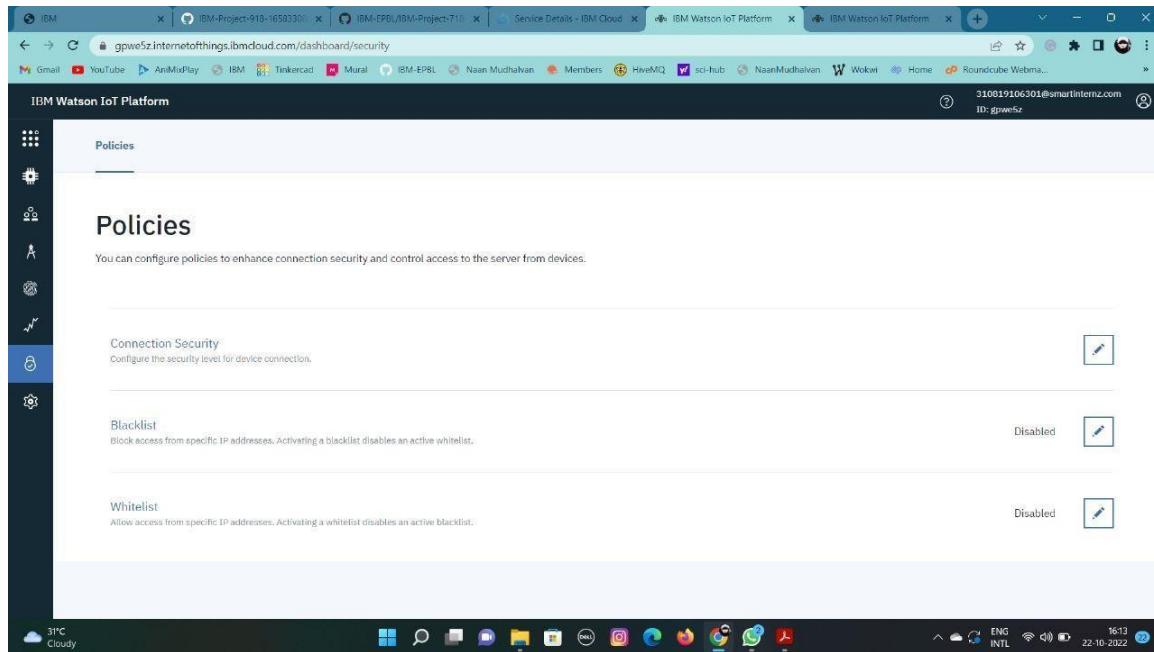 IBM
IBM-Project-918-16583300
IBM-EPBL/IBM-Project-718
Service Details - IBM Cloud
IBM Watson IoT Platform
IBM Watson IoT Platform
gpwe5z.internetofthings.ibmcloud.com/dashboard/security
Gmail
YouTube
AniMixPlay
IBM
Tinkercad
Mural
IBM-EPBL
Naan Mudhalvan
Members
HiveMQ
sci-hub
NaanMudhalvan
Wokwi
Home
Roundcube Webma...
IBM Watson IoT Platform
310819106301@smartinternz.com
ID: gpwe5z
Policies
Policies
You can configure policies to enhance connection security and control access to the server from devices.
Connection Security
Configure the security level for device connection.
Blacklist
Block access from specific IP addresses. Activating a blacklist disables an active whitelist.
Disabled
Whitelist
Allow access from specific IP addresses. Activating a whitelist disables an active blacklist.
Disabled
31°C
Cloudy
DELL
ENG
INTL
16:13
22-10-2022
22